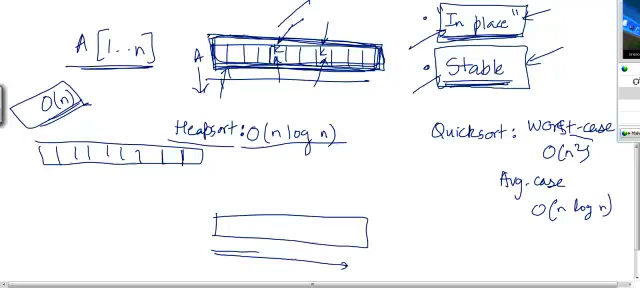 A [1..n]
A
"In place"
Stable
O(n)
Heapsort: O(n log n)
Quicksort: Worst-case
O(n²)
Avg. case
O(n log n)